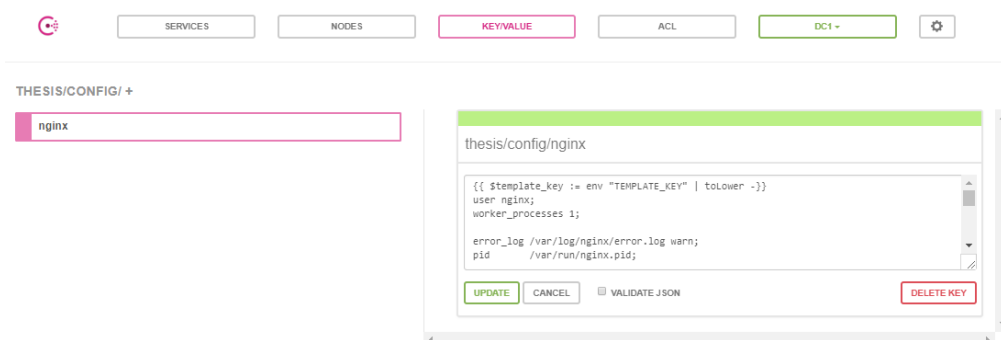 SERVICES NODES KEY/VALUE ACL DC1
THESIS/CONFIG/ +
nginx
thesis/config/nginx
{{ $template_key := env "TEMPLATE_KEY" | toLower -}}
user nginx;
worker_processes 1;
error_log /var/log/nginx/error.log warn;
pid /var/run/nginx.pid;
UPDATE CANCEL VALIDATE JSON DELETE KEY